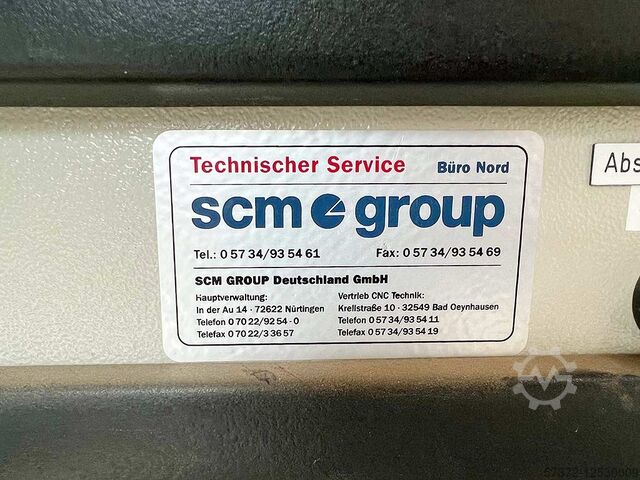 Technischer Service Büro Nord
scm group
Tel.: 0 57 34/93 54 61 Fax: 0 57 34/93 54 69
SCM GROUP Deutschland GmbH
Hauptverwaltung:
In der Au 14 · 72622 Nürtingen
Telefon 0 70 22/92 54 - 0
Telefax 0 70 22/3 36 57
Vertrieb CNC Technik:
Krellstraße 10 · 32549 Bad Oeynhausen
Telefon 0 57 34/93 54 11
Telefax 0 57 34/93 54 19
Abs